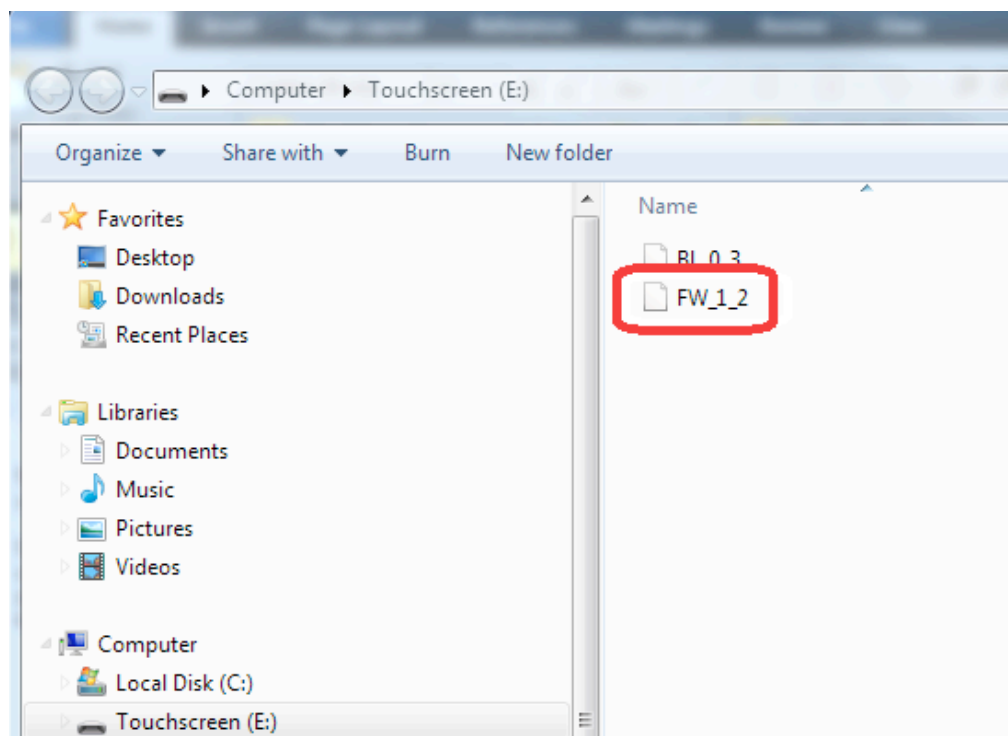 Computer Touchscreen (E:)
Organize Share with Burn New folder
Favorites
Desktop
Downloads
Recent Places
Libraries
Documents
Music
Pictures
Videos
Computer
Local Disk (C:)
Touchscreen (E:)
Name
BL_0_3
FW_1_2